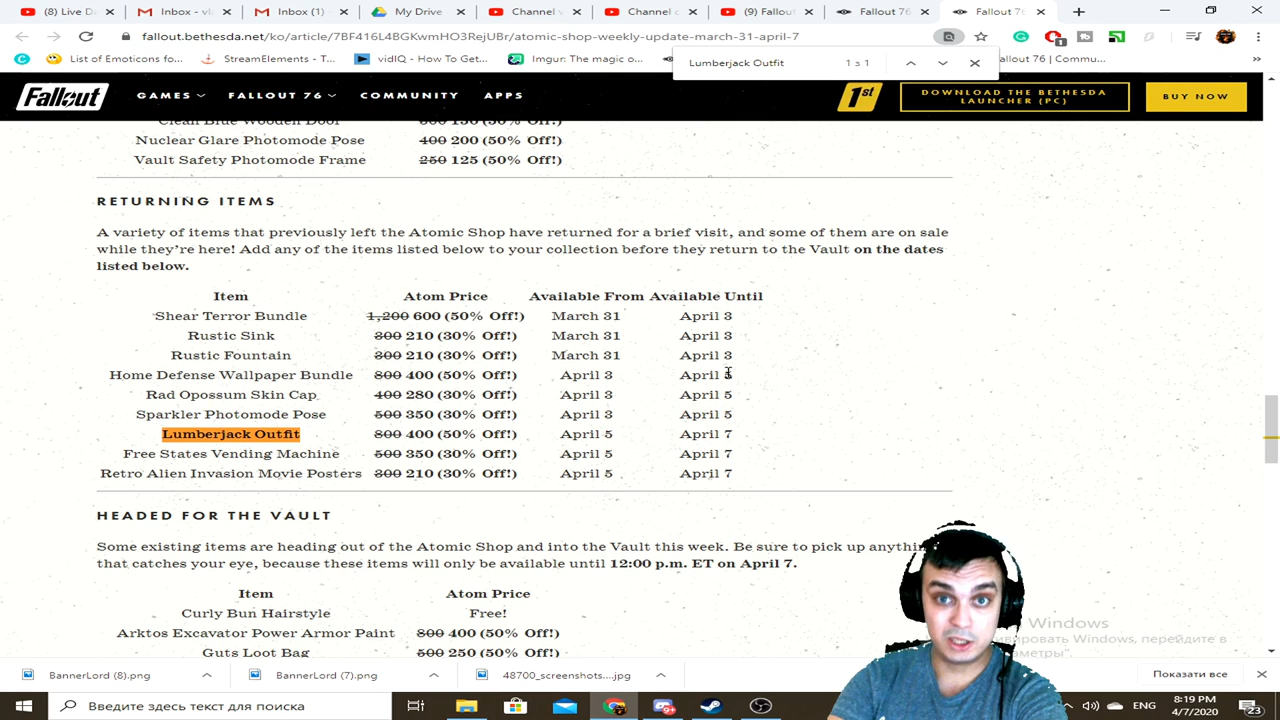 (8) Live D
Inbox - vla
Inbox (1) -
My Drive
Channel v
Channel c
(9) Fallout
Fallout 76
Fallout 76
fallout.bethesda.net/ko/article/7BF416L4BGKwmHO3RejUBr/atomic-shop-weekly-update-march-31-april-7
List of Emoticons fo...
StreamElements - T...
vidIQ - How To Get...
Imgur: The magic o...
Fallout 76 | Commu...
Lumberjack Outfit 1 з 1
Fallout
GAMES
FALLOUT 76
COMMUNITY
APPS
1st
DOWNLOAD THE BETHESDA
LAUNCHER (PC)
BUY NOW
Clean Blue Wooden Door
Nuclear Glare Photomode Pose 400 200 (50% Off!)
Vault Safety Photomode Frame 250 125 (50% Off!)
RETURNING ITEMS
A variety of items that previously left the Atomic Shop have returned for a brief visit, and some of them are on sale
while they're here! Add any of the items listed below to your collection before they return to the Vault on the dates
listed below.
Item Atom Price Available From Available Until
Shear Terror Bundle 1,200 600 (50% Off!) March 31 April 3
Rustic Sink 300 210 (30% Off!) March 31 April 3
Rustic Fountain 300 210 (30% Off!) March 31 April 3
Home Defense Wallpaper Bundle 800 400 (50% Off!) April 3 April
Rad Opossum Skin Cap 400 280 (30% Off!) April 3 April 5
Sparkler Photomode Pose 500 350 (30% Off!) April 3 April 5
Lumberjack Outfit 800 400 (50% Off!) April 5 April 7
Free States Vending Machine 500 350 (30% Off!) April 5 April 7
Retro Alien Invasion Movie Posters 300 210 (30% Off!) April 5 April 7
HEADED FOR THE VAULT
Some existing items are heading out of the Atomic Shop and into the Vault this week. Be sure to pick up anythin
that catches your eye, because these items will only be available until 12:00 p.m. ET on April 7.
Item Atom Price
Curly Bun Hairstyle Free!
Arktos Excavator Power Armor Paint 800 400 (50% Off!)
Guts Loot Bag 500 250 (50% Off!)
Windows
ивировать Windows, перейдите в
аметры".
BannerLord (8).png
BannerLord (7).png
48700_screenshots....jpg
Показати все
Введите здесь текст для поиска
ENG
8:19 PM
4/7/2020
23